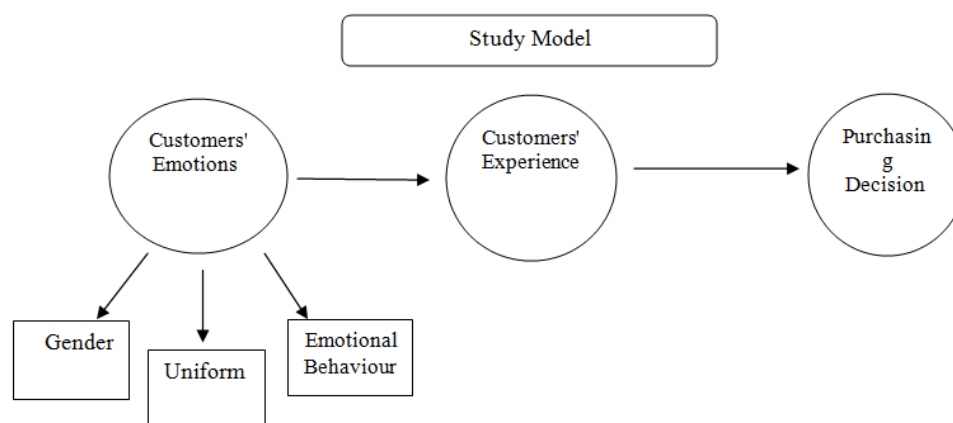 Study Model
Customers'
Emotions
Customers'
Experience
Purchasin
g
Decision
Gender
Uniform
Emotional
Behaviour